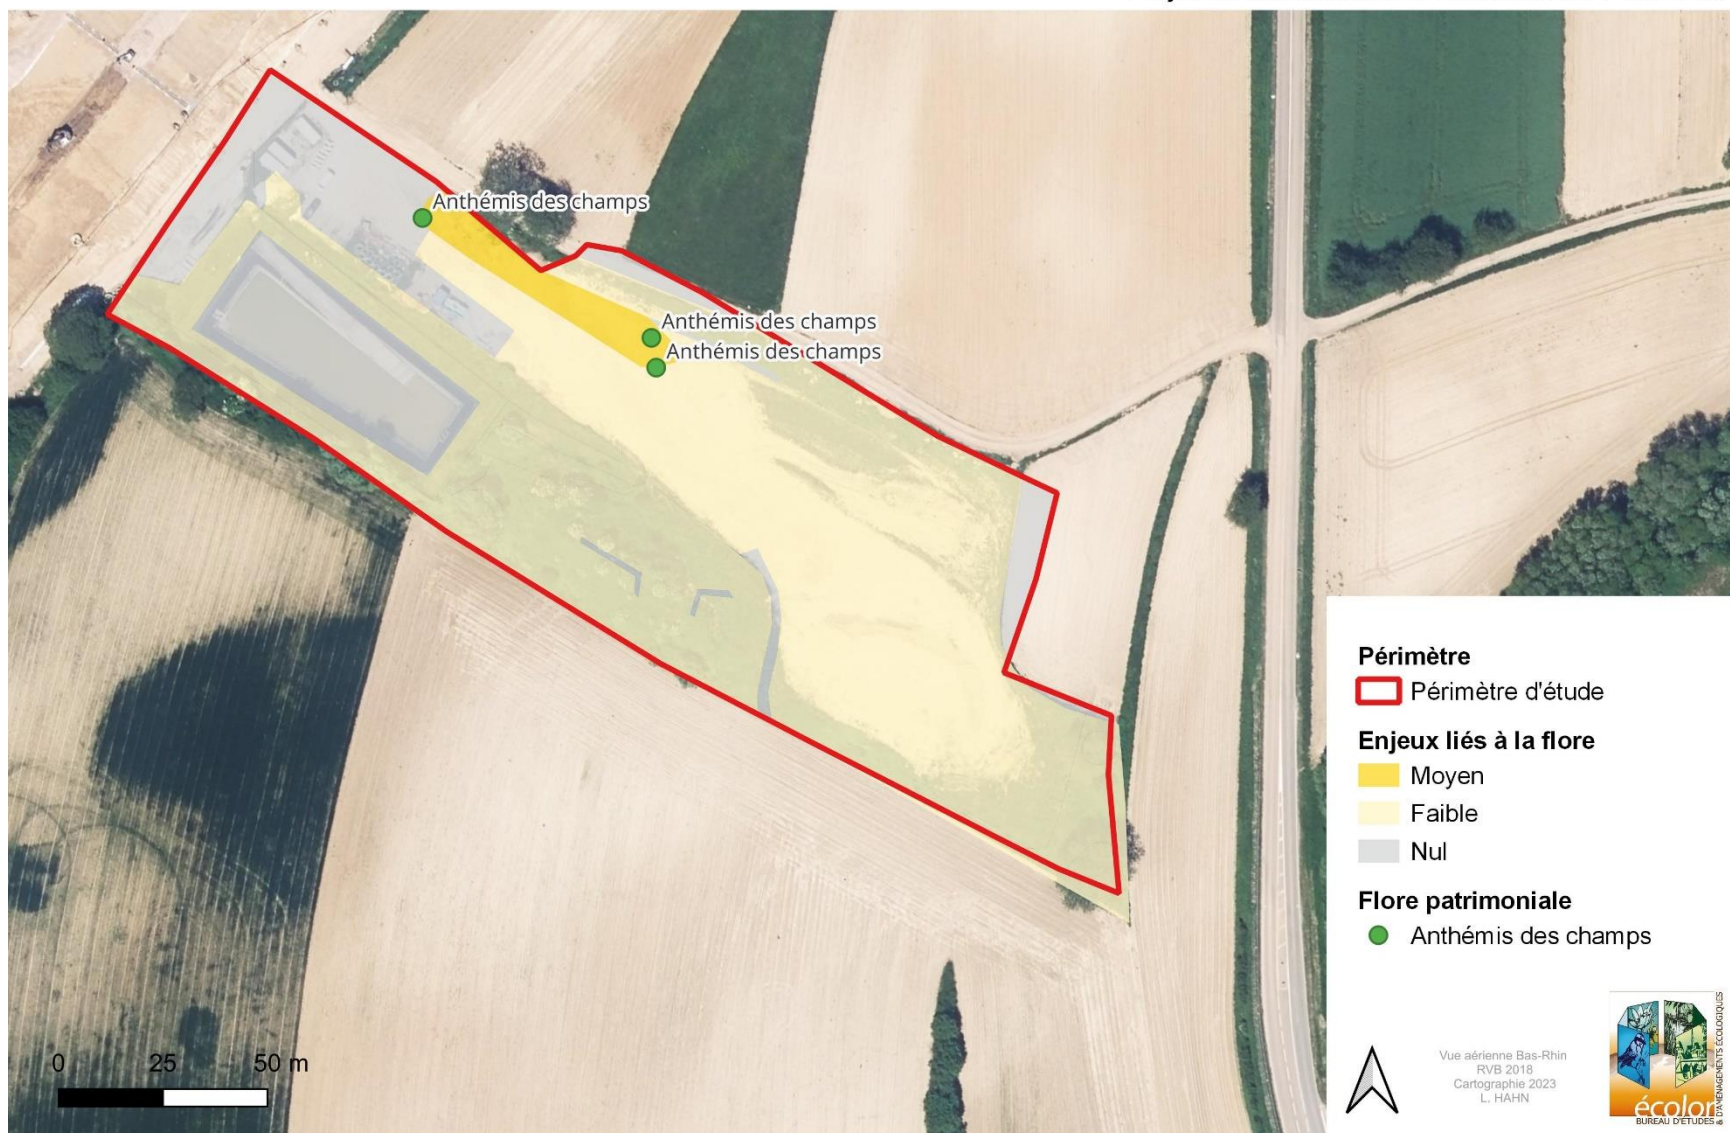 Anthémis des champs
Anthémis des champs
Anthémis des champs
Périmètre
Périmètre d'étude
Enjeux liés à la flore
Moyen
Faible
Nul
Flore patrimoniale
Anthémis des champs
0 25 50 m
Vue aérienne Bas-Rhin
RVB 2018
Cartographie 2023
L. HAHN
écolor
BUREAU D'ETUDES
& D'AMENAGEMENTS ÉCOLOGIQUES